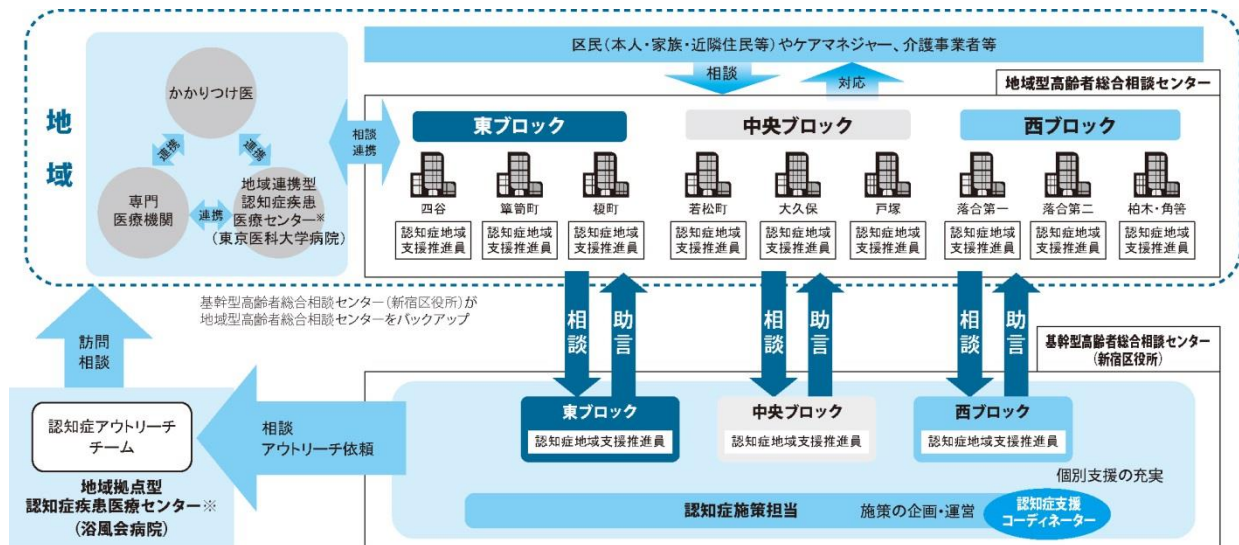 区民(本人・家族・近隣住民等)やケアマネジャー、介護事業者等
相談
対応
地域型高齢者総合相談センター
地域
かかりつけ医
連携
連携
専門
医療機関
連携
地域連携型
認知症疾患
医療センター※
(東京医科大学病院)
相談
連携
東ブロック
中央ブロック
西ブロック
四谷
簞笥町
榎町
若松町
大久保
戸塚
落合第一
落合第二
柏木・角筈
認知症地域
支援推進員
認知症地域
支援推進員
認知症地域
支援推進員
認知症地域
支援推進員
認知症地域
支援推進員
認知症地域
支援推進員
認知症地域
支援推進員
認知症地域
支援推進員
認知症地域
支援推進員
基幹型高齢者総合相談センター(新宿区役所)が
地域型高齢者総合相談センターをバックアップ
相談
助言
相談
助言
相談
助言
基幹型高齢者総合相談センター
(新宿区役所)
東ブロック
認知症地域支援推進員
中央ブロック
認知症地域支援推進員
西ブロック
認知症地域支援推進員
個別支援の充実
認知症施策担当
施策の企画・運営
認知症支援
コーディネーター
相談
アウトリーチ依頼
訪問
相談
認知症アウトリーチ
チーム
地域拠点型
認知症疾患医療センター※
(浴風会病院)